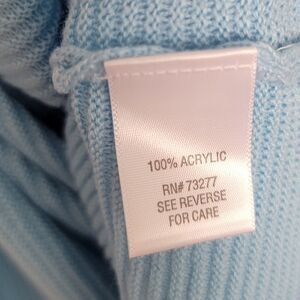 100% ACRYLIC
RN# 73277
SEE REVERSE
FOR CARE